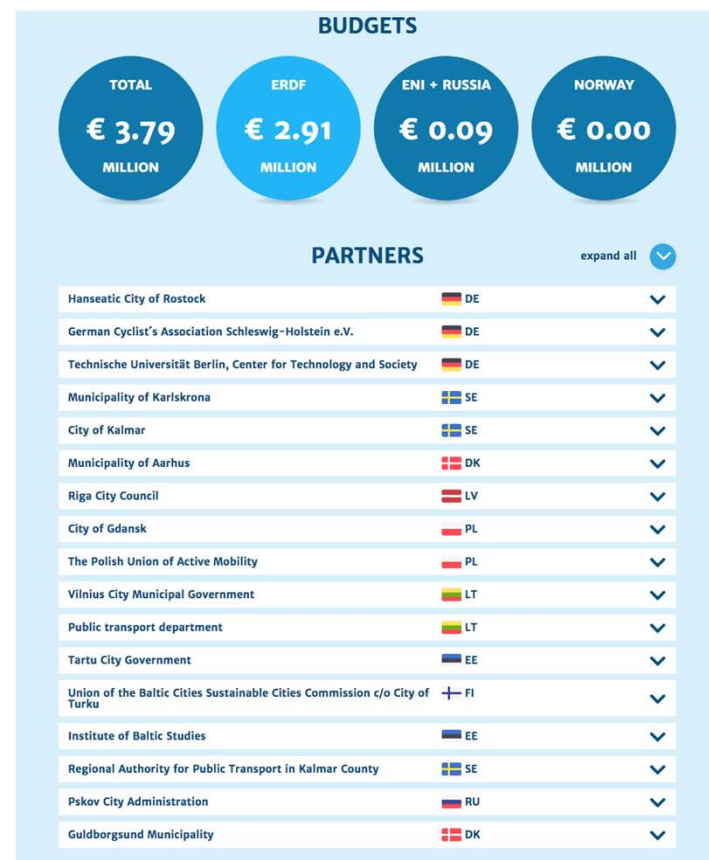 BUDGETS
TOTAL
€ 3.79
MILLION
ERDF
€ 2.91
MILLION
ENI + RUSSIA
€ 0.09
MILLION
NORWAY
€ 0.00
MILLION
PARTNERS
expand all
Hanseatic City of Rostock DE
German Cyclist´s Association Schleswig-Holstein e.V. DE
Technische Universität Berlin, Center for Technology and Society DE
Municipality of Karlskrona SE
City of Kalmar SE
Municipality of Aarhus DK
Riga City Council LV
City of Gdansk PL
The Polish Union of Active Mobility PL
Vilnius City Municipal Government LT
Public transport department LT
Tartu City Government EE
Union of the Baltic Cities Sustainable Cities Commission c/o City of FI
Turku
Institute of Baltic Studies EE
Regional Authority for Public Transport in Kalmar County SE
Pskov City Administration RU
Guldborgsund Municipality DK